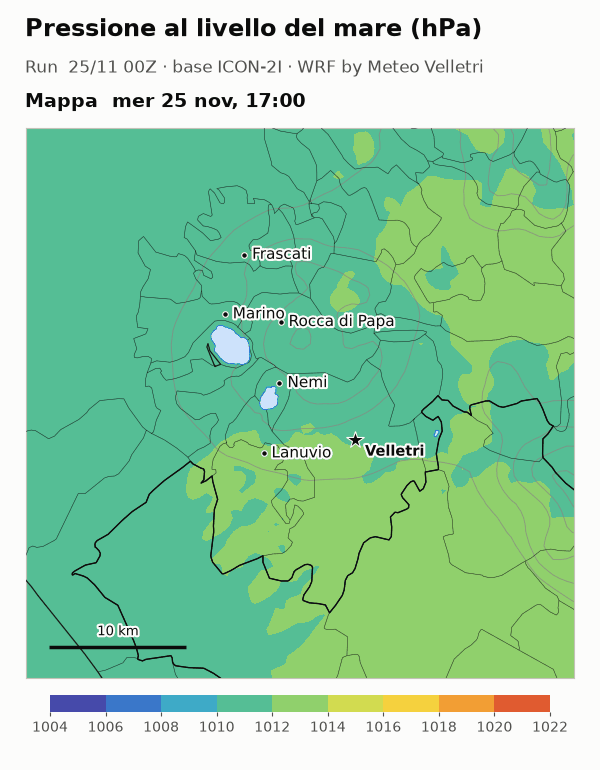 Pressione al livello del mare (hPa)
Run  25/11 00Z · base ICON-2I · WRF by Meteo Velletri
Mappa  mer 25 nov, 17:00
Frascati
Marino
Rocca di Papa
Nemi
Velletri
Lanuvio
10 km
1004 1006 1008 1010 1012 1014 1016 1018 1020 1022